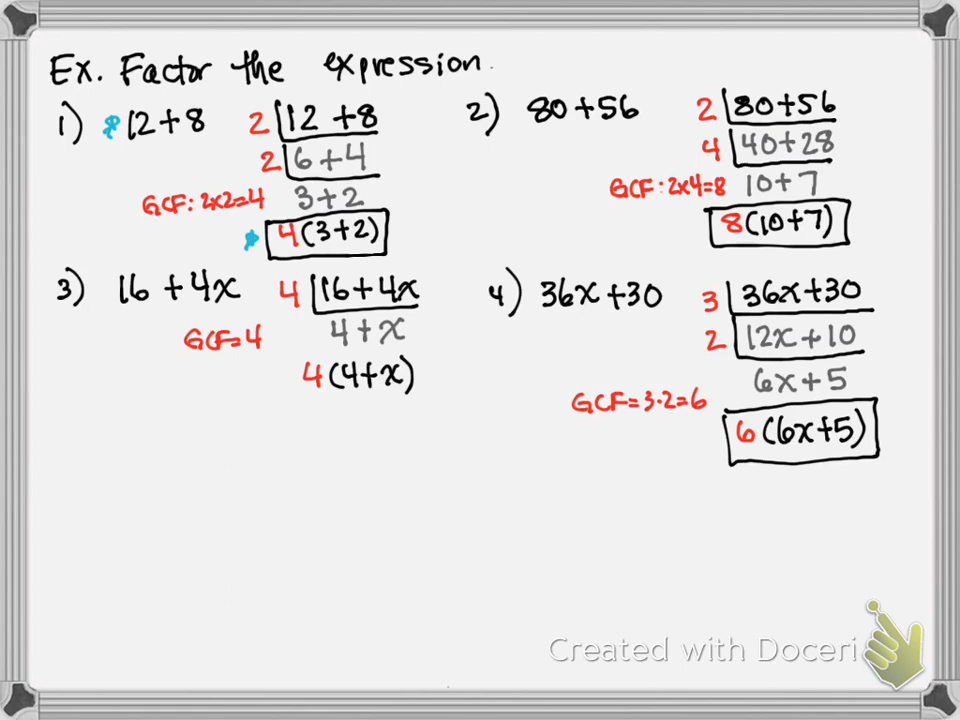 Ex. Factor the expression.
1) 12+8
2 12+8
2 6+4
GCF: 2x2=4 3+2
4(3+2)
2) 80+56
2 80+56
4 40+28
GCF: 2x4=8 10+7
8(10+7)
3) 16+4x
4 16+4x
GCF=4 4+x
4(4+x)
4) 36x+30
3 36x+30
2 12x+10
6x+5
GCF=3·2=6
6(6x+5)
Created with Doceri